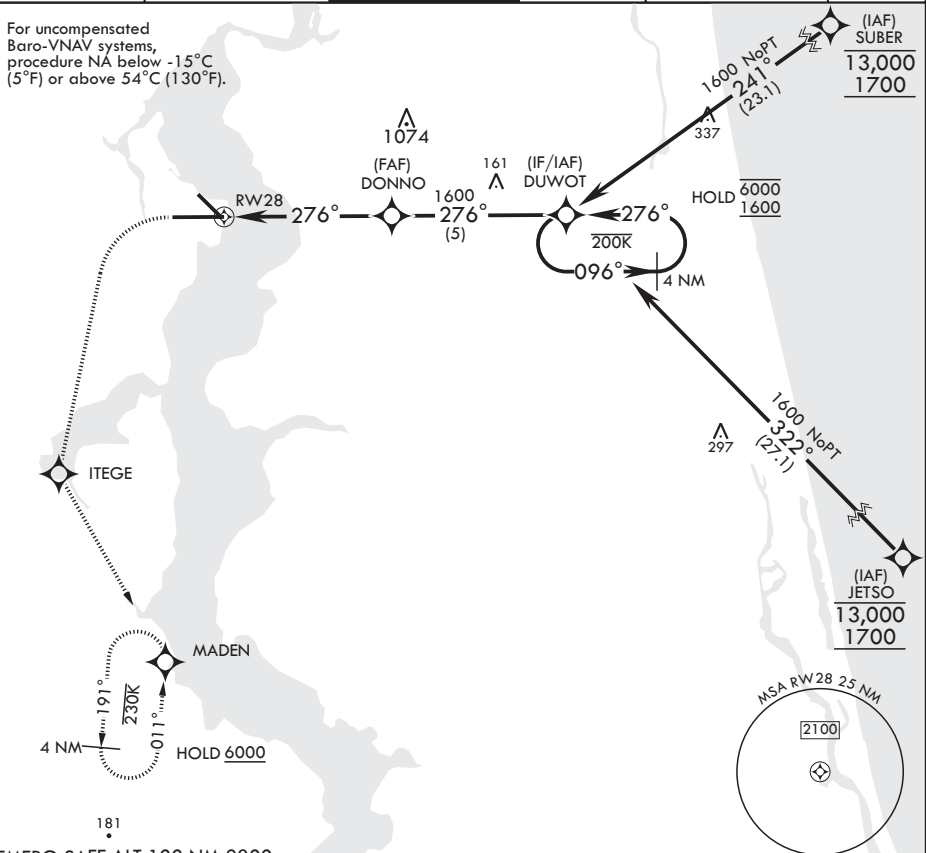 For uncompensated
Baro-VNAV systems,
procedure NA below -15°C
(5°F) or above 54°C (130°F).
(IAF)
SUBER
13,000
1700
1600 NoPT
241°
(23.1)
337
1074
(FAF)
DONNO
161
(IF/IAF)
DUWOT
HOLD 6000
1600
RW28
276°
1600
276°
(5)
276°
200K
096°
4 NM
1600 NoPT
322°
(27.1)
297
ITEGE
(IAF)
JETSO
13,000
1700
MADEN
191°
230K
011°
4 NM
HOLD 6000
MSA RW28 25 NM
2100
181